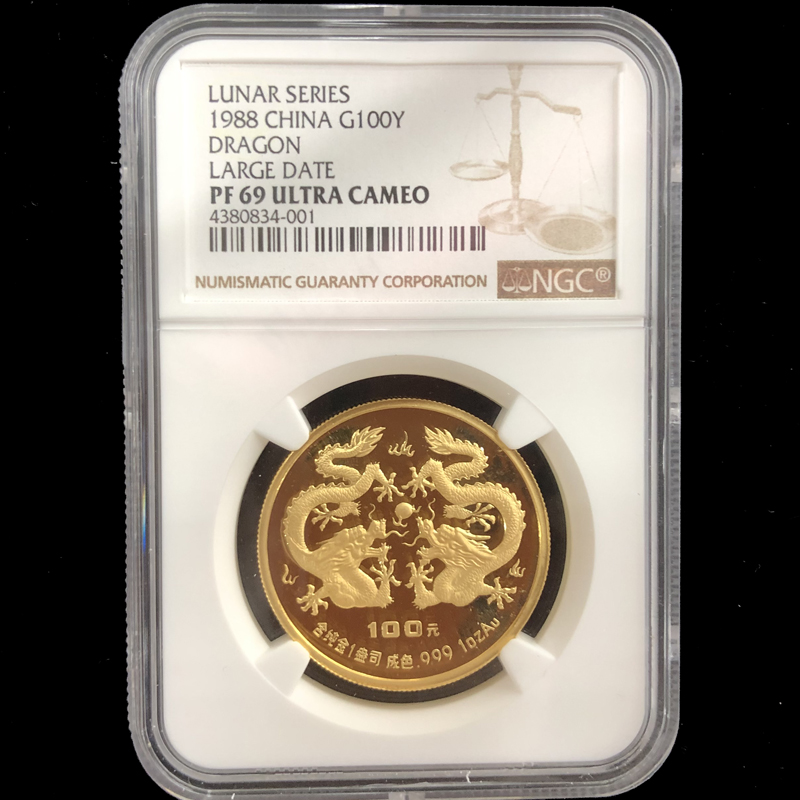 LUNAR SERIES
1988 CHINA G100Y
DRAGON
LARGE DATE
PF 69 ULTRA CAMEO
4380834-001
NUMISMATIC GUARANTY CORPORATION NGC®
100元
含纯金1盎司 成色.999 1ozAu